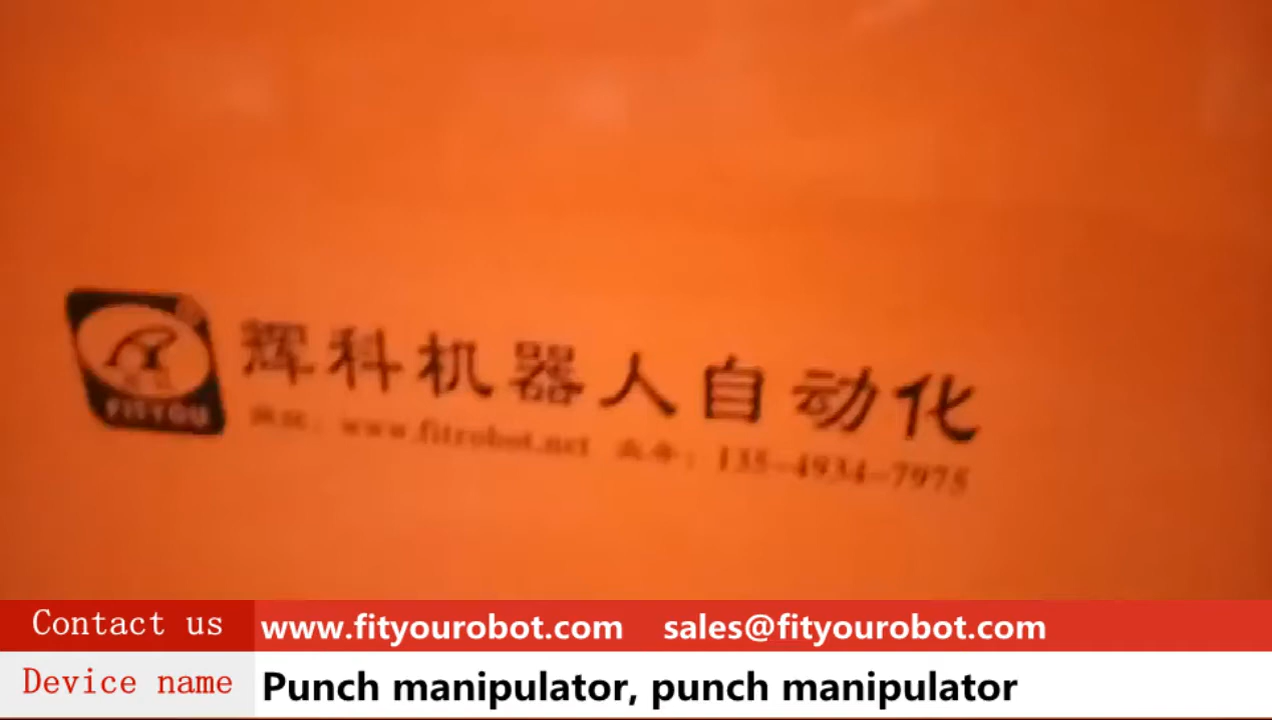 FITYOU
辉科机器人自动化
www.fitrobot.net 135-4934-7975
Contact us www.fityourobot.com sales@fityourobot.com
Device name Punch manipulator, punch manipulator